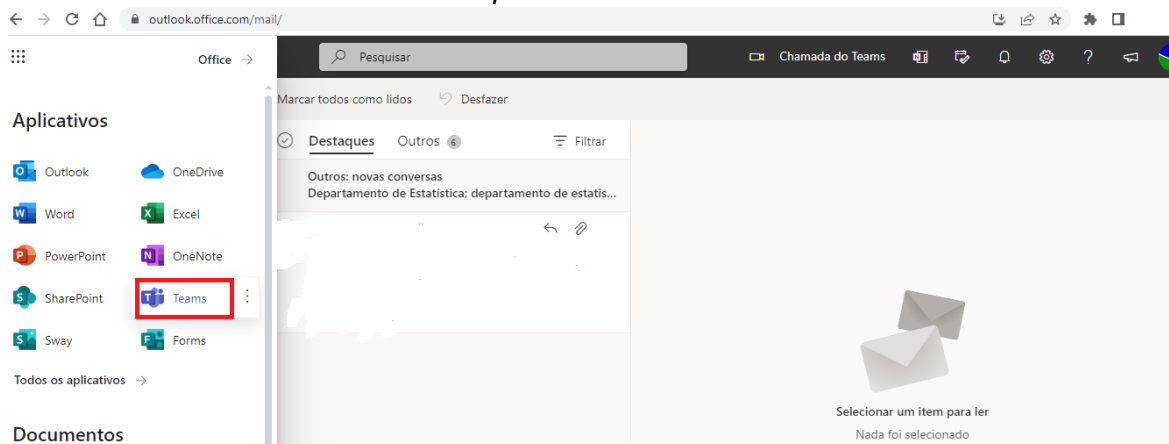 outlook.office.com/mail/
Office →
Pesquisar
Chamada do Teams
?
Marcar todos como lidos
Desfazer
Aplicativos
Destaques
Outros 6
Filtrar
Outlook
OneDrive
Outros: novas conversas
Departamento de Estatística; departamento de estatis...
Word
Excel
PowerPoint
OneNote
SharePoint
Teams
Sway
Forms
Todos os aplicativos →
Selecionar um item para ler
Nada foi selecionado
Documentos